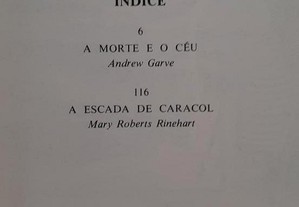 ÍNDICE
6
A MORTE E O CÉU
Andrew Garve
116
A ESCADA DE CARACOL
Mary Roberts Rinehart